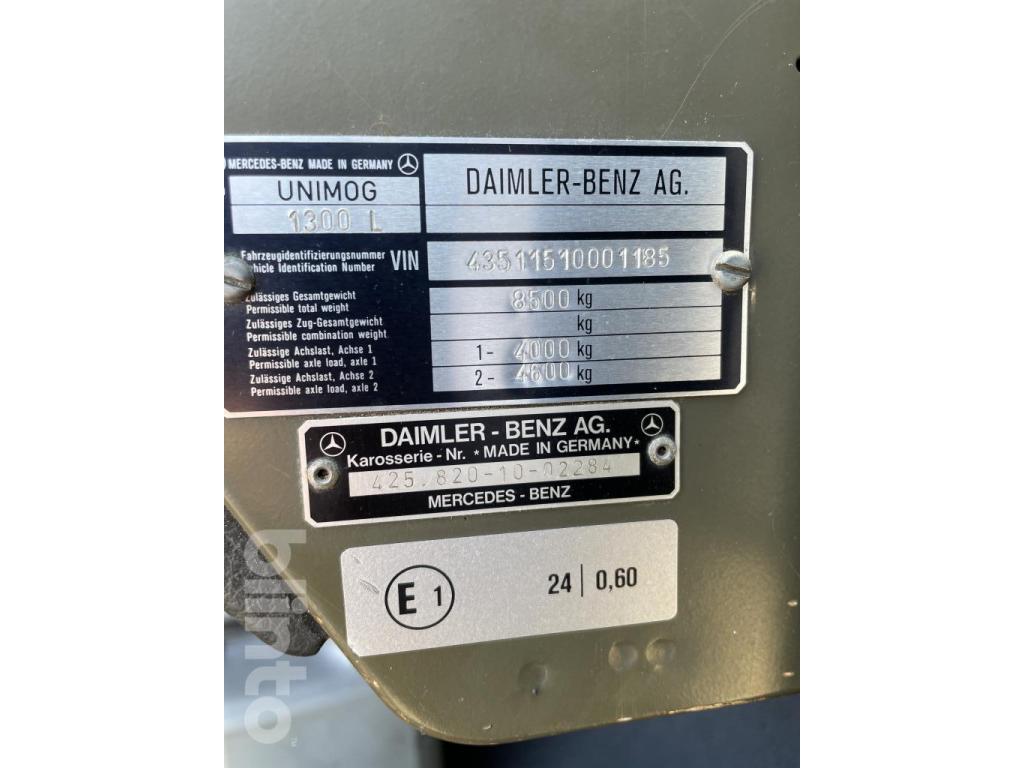 MERCEDES-BENZ MADE IN GERMANY
UNIMOG
1300 L
DAIMLER-BENZ AG.
Fahrzeugidentifizierungsnummer
Vehicle Identification Number
VIN 43511510001185
Zulässiges Gesamtgewicht
Permissible total weight
8500 kg
Zulässiges Zug-Gesamtgewicht
Permissible combination weight
kg
Zulässige Achslast, Achse 1
Permissible axle load, axle 1
1- 4000 kg
Zulässige Achslast, Achse 2
Permissible axle load, axle 2
2- 4600 kg
DAIMLER - BENZ AG.
Karosserie - Nr. * MADE IN GERMANY *
425.820-10-02284
MERCEDES - BENZ
E 1
24 | 0,60
blinto™